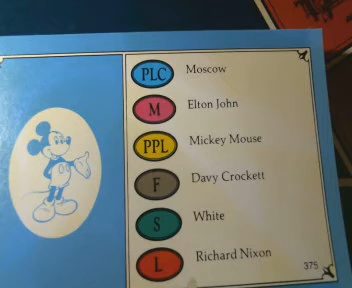 PLC Moscow
M Elton John
PPL Mickey Mouse
F Davy Crockett
S White
L Richard Nixon
375